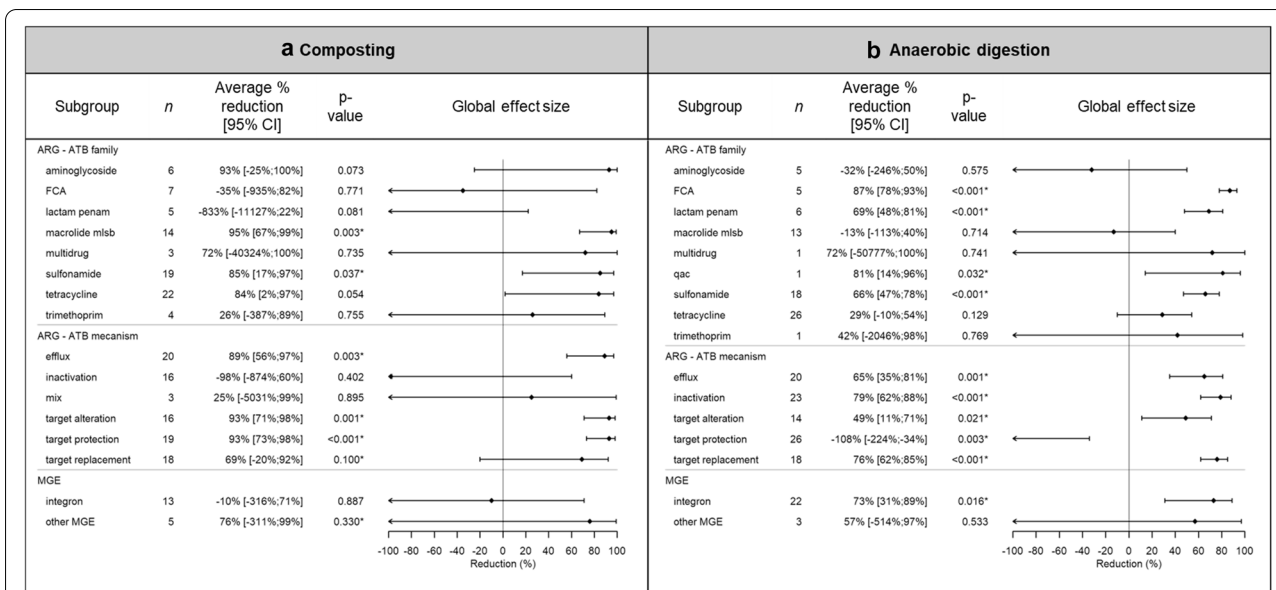 a Composting
Subgroup n Average % reduction [95% CI] p-value Global effect size
ARG - ATB family
aminoglycoside 6 93% [-25%;100%] 0.073
FCA 7 -35% [-935%;82%] 0.771
lactam penam 5 -833% [-11127%;22%] 0.081
macrolide mlsb 14 95% [67%;99%] 0.003*
multidrug 3 72% [-40324%;100%] 0.735
sulfonamide 19 85% [17%;97%] 0.037*
tetracycline 22 84% [2%;97%] 0.054
trimethoprim 4 26% [-387%;89%] 0.755
ARG - ATB mecanism
efflux 20 89% [56%;97%] 0.003*
inactivation 16 -98% [-874%;60%] 0.402
mix 3 25% [-5031%;99%] 0.895
target alteration 16 93% [71%;98%] 0.001*
target protection 19 93% [73%;98%] <0.001*
target replacement 18 69% [-20%;92%] 0.100*
MGE
integron 13 -10% [-316%;71%] 0.887
other MGE 5 76% [-311%;99%] 0.330*
-100 -80 -60 -40 -20 0 20 40 60 80 100
Reduction (%)
b Anaerobic digestion
Subgroup n Average % reduction [95% CI] p-value Global effect size
ARG - ATB family
aminoglycoside 5 -32% [-246%;50%] 0.575
FCA 5 87% [78%;93%] <0.001*
lactam penam 6 69% [48%;81%] <0.001*
macrolide mlsb 13 -13% [-113%;40%] 0.714
multidrug 1 72% [-50777%;100%] 0.741
qac 1 81% [14%;96%] 0.032*
sulfonamide 18 66% [47%;78%] <0.001*
tetracycline 26 29% [-10%;54%] 0.129
trimethoprim 1 42% [-2046%;98%] 0.769
ARG - ATB mecanism
efflux 20 65% [35%;81%] 0.001*
inactivation 23 79% [62%;88%] <0.001*
target alteration 14 49% [11%;71%] 0.021*
target protection 26 -108% [-224%;-34%] 0.003*
target replacement 18 76% [62%;85%] <0.001*
MGE
integron 22 73% [31%;89%] 0.016*
other MGE 3 57% [-514%;97%] 0.533
-100 -80 -60 -40 -20 0 20 40 60 80 100
Reduction (%)